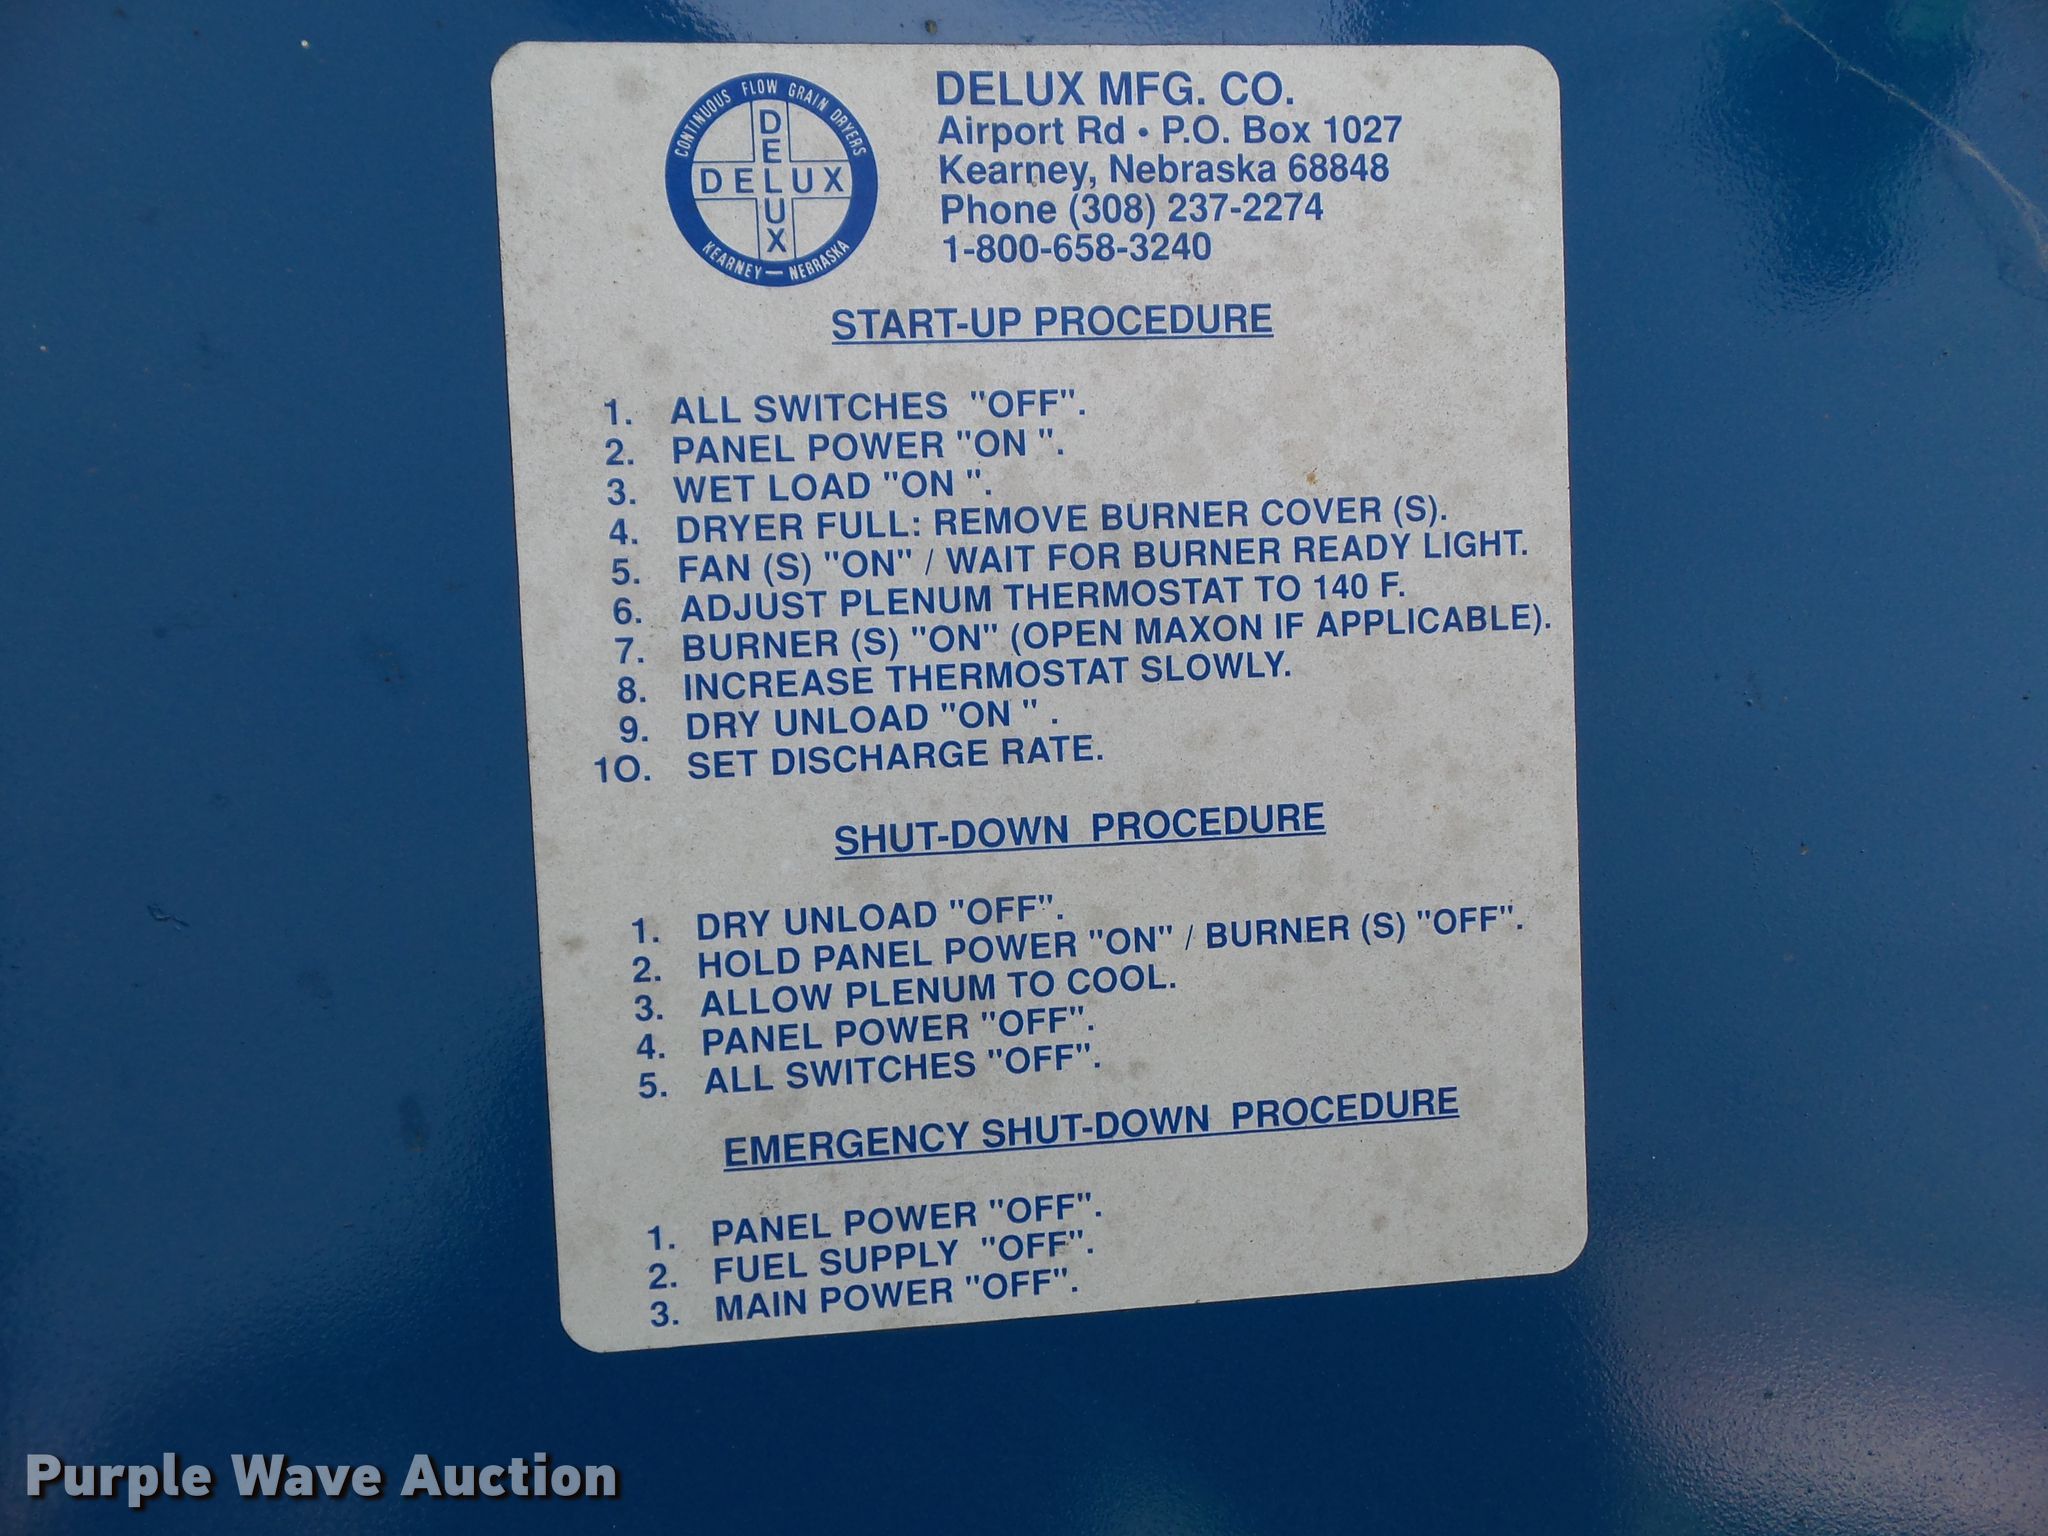 CONTINUOUS FLOW GRAIN DRYERS
DELUX
DELUX
KEARNEY — NEBRASKA
DELUX MFG. CO.
Airport Rd • P.O. Box 1027
Kearney, Nebraska 68848
Phone (308) 237-2274
1-800-658-3240
START-UP PROCEDURE
1. ALL SWITCHES "OFF".
2. PANEL POWER "ON ".
3. WET LOAD "ON ".
4. DRYER FULL: REMOVE BURNER COVER (S).
5. FAN (S) "ON" / WAIT FOR BURNER READY LIGHT.
6. ADJUST PLENUM THERMOSTAT TO 140 F.
7. BURNER (S) "ON" (OPEN MAXON IF APPLICABLE).
8. INCREASE THERMOSTAT SLOWLY.
9. DRY UNLOAD "ON " .
10. SET DISCHARGE RATE.
SHUT-DOWN PROCEDURE
1. DRY UNLOAD "OFF".
2. HOLD PANEL POWER "ON" / BURNER (S) "OFF".
3. ALLOW PLENUM TO COOL.
4. PANEL POWER "OFF".
5. ALL SWITCHES "OFF".
EMERGENCY SHUT-DOWN PROCEDURE
1. PANEL POWER "OFF".
2. FUEL SUPPLY "OFF".
3. MAIN POWER "OFF".
Purple Wave Auction